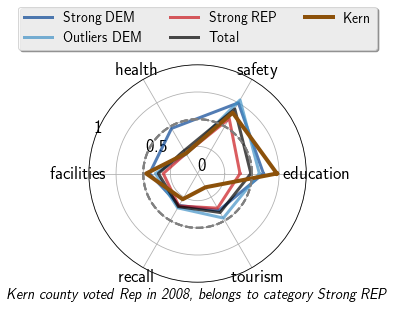 Strong DEM Strong REP Kern
Outliers DEM Total
health safety
1
0.5
0
facilities education
recall tourism
Kern county voted Rep in 2008, belongs to category Strong REP